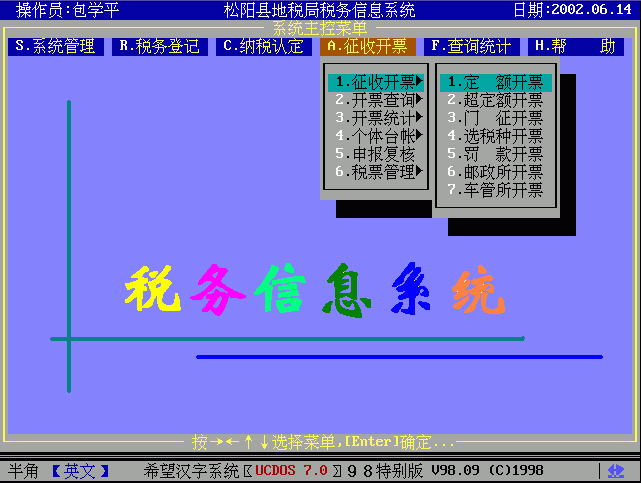 操作员:包学平 松阳县地税局税务信息系统 日期:2002.06.14
系统主控菜单
S.系统管理 R.税务登记 C.纳税认定 A.征收开票 F.查询统计 H.帮 助
1.征收开票
2.开票查询
3.开票统计
4.个体台帐
5.申报复核
6.税票管理
1.定 额开票
2.超定额开票
3.门 征开票
4.选税种开票
5.罚 款开票
6.邮政所开票
7.车管所开票
税务信息系统
按→←↑↓选择菜单,[Enter]确定...
半角 【英文】 希望汉字系统〖UCDOS 7.0〗98特别版 V98.09 (C)1998